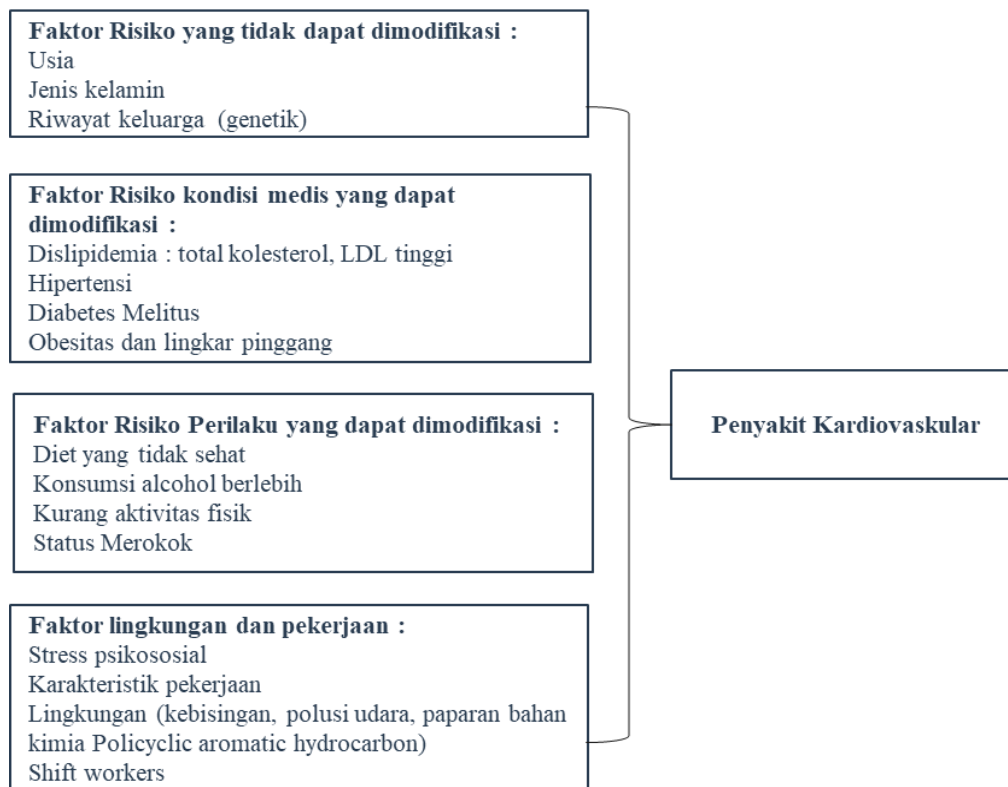 Faktor Risiko yang tidak dapat dimodifikasi :
Usia
Jenis kelamin
Riwayat keluarga (genetik)
Faktor Risiko kondisi medis yang dapat
dimodifikasi :
Dislipidemia : total kolesterol, LDL tinggi
Hipertensi
Diabetes Melitus
Obesitas dan lingkar pinggang
Faktor Risiko Perilaku yang dapat dimodifikasi :
Diet yang tidak sehat
Konsumsi alcohol berlebih
Kurang aktivitas fisik
Status Merokok
Faktor lingkungan dan pekerjaan :
Stress psikososial
Karakteristik pekerjaan
Lingkungan (kebisingan, polusi udara, paparan bahan
kimia Policyclic aromatic hydrocarbon)
Shift workers
Penyakit Kardiovaskular